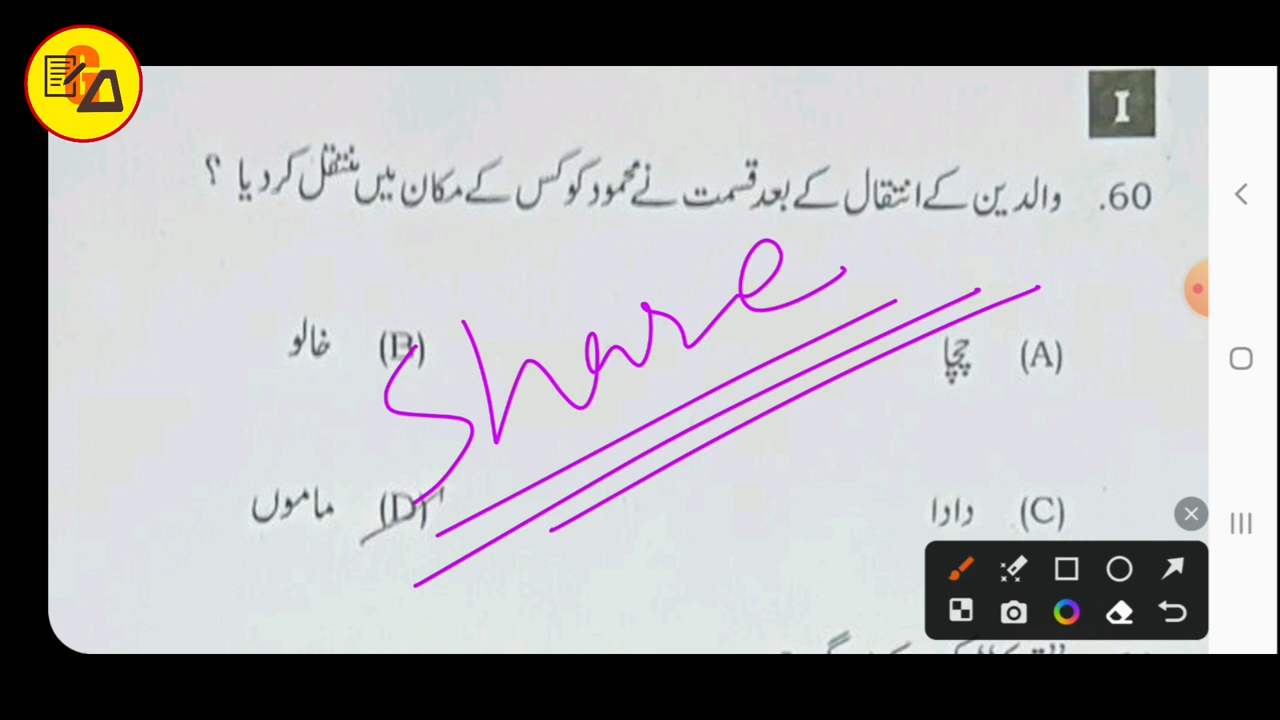 I
60. والدین کے انتقال کے بعد قسمت نے محمود کو کس کے مکان میں منتقل کر دیا ؟
(A) چچا
(B) خالو
Share
(C) دادا
(D) ماموں